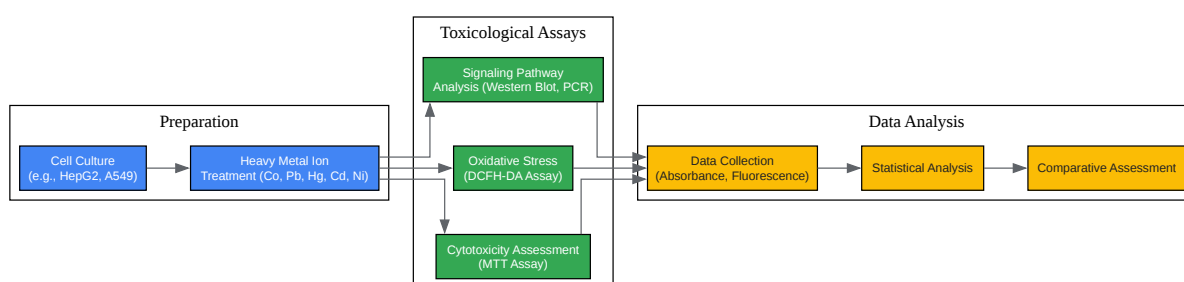 Preparation
Cell Culture
(e.g., HepG2, A549)
Heavy Metal Ion
Treatment (Co, Pb, Hg, Cd, Ni)
Toxicological Assays
Signaling Pathway
Analysis (Western Blot, PCR)
Oxidative Stress
(DCFH-DA Assay)
Cytotoxicity Assessment
(MTT Assay)
Data Analysis
Data Collection
(Absorbance, Fluorescence)
Statistical Analysis
Comparative Assessment